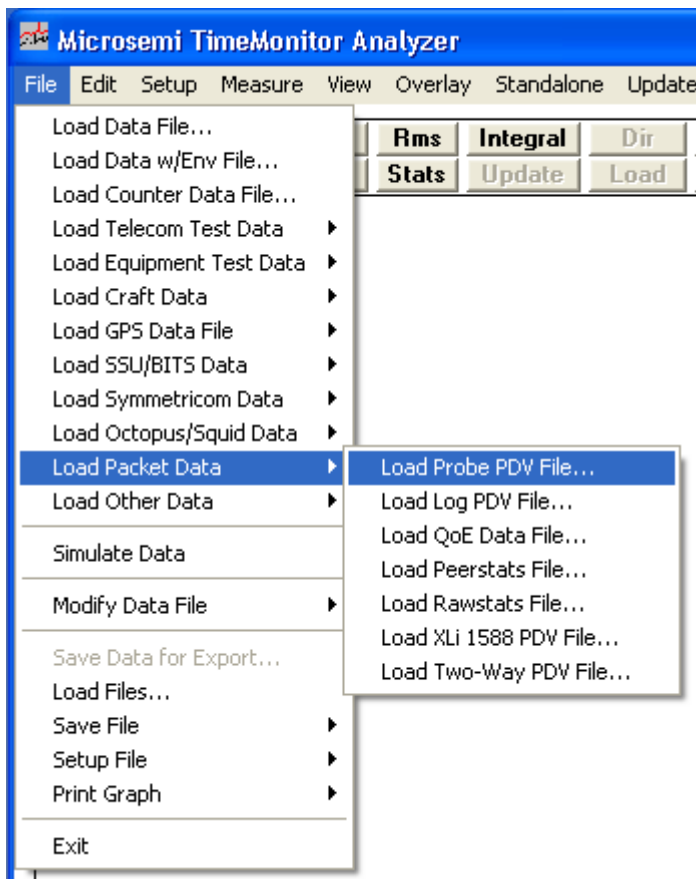 Microsemi TimeMonitor Analyzer
File Edit Setup Measure View Overlay Standalone Update
Rms Integral Dir
Stats Update Load
Load Data File...
Load Data w/Env File...
Load Counter Data File...
Load Telecom Test Data
Load Equipment Test Data
Load Craft Data
Load GPS Data File
Load SSU/BITS Data
Load Symmetricom Data
Load Octopus/Squid Data
Load Packet Data
Load Other Data
Simulate Data
Modify Data File
Save Data for Export...
Load Files...
Save File
Setup File
Print Graph
Exit
Load Probe PDV File...
Load Log PDV File...
Load QoE Data File...
Load Peerstats File...
Load Rawstats File...
Load XLi 1588 PDV File...
Load Two-Way PDV File...